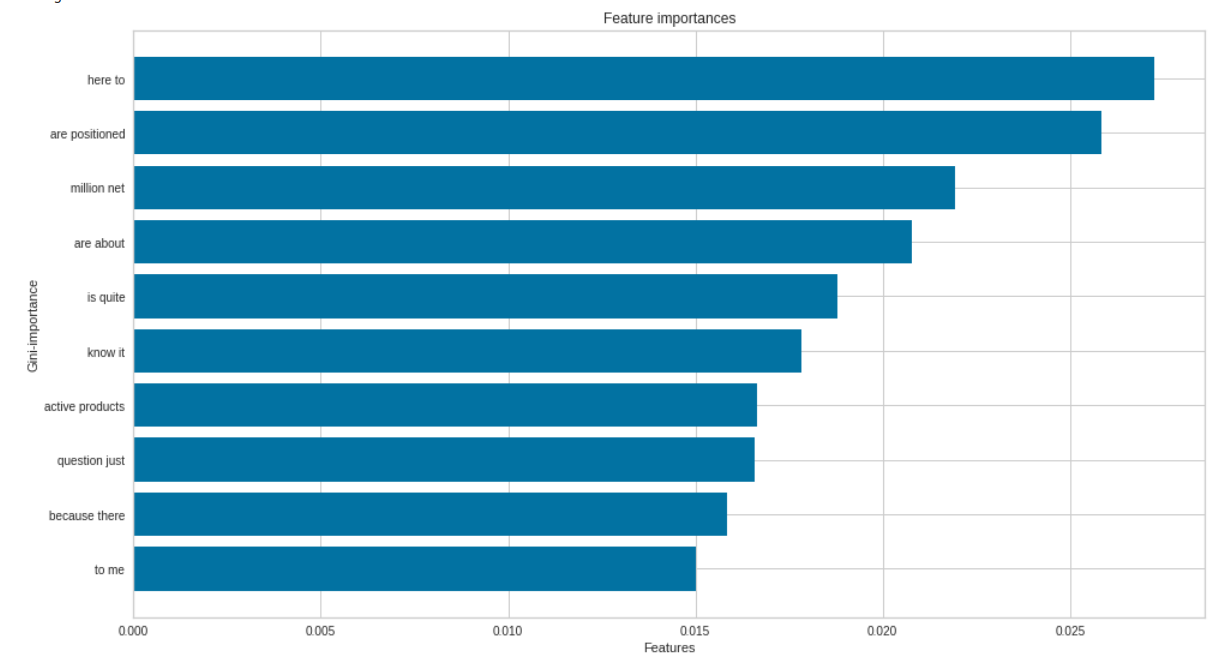 Feature importances
here to
are positioned
million net
are about
is quite
know it
active products
question just
because there
to me
Gini-importance
0.000 0.005 0.010 0.015 0.020 0.025
Features